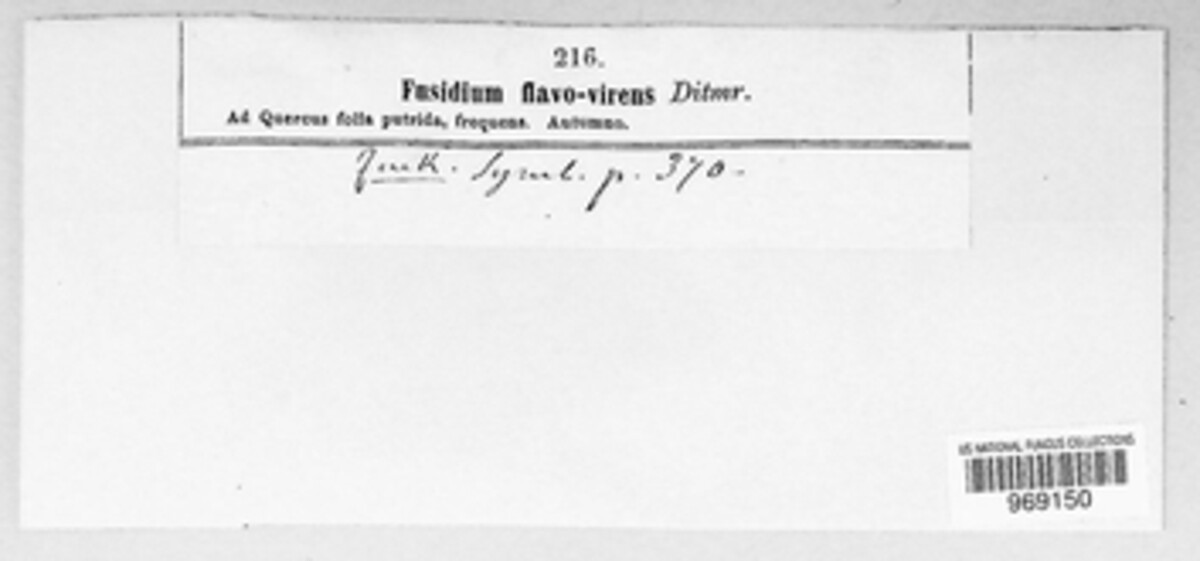 216.
Fusidium flavo-virens Ditmr.
Ad Quercus folia putrida, frequens. Autumno.
Fuck. Symb. p. 370.
US NATIONAL FUNGUS COLLECTIONS
969150